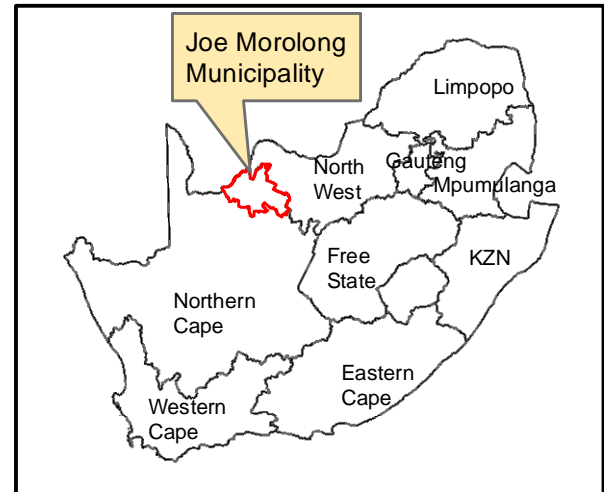 Joe Morolong
Municipality
Limpopo
North
West
Gauteng
Mpumulanga
Free
State
KZN
Northern
Cape
Eastern
Cape
Western
Cape